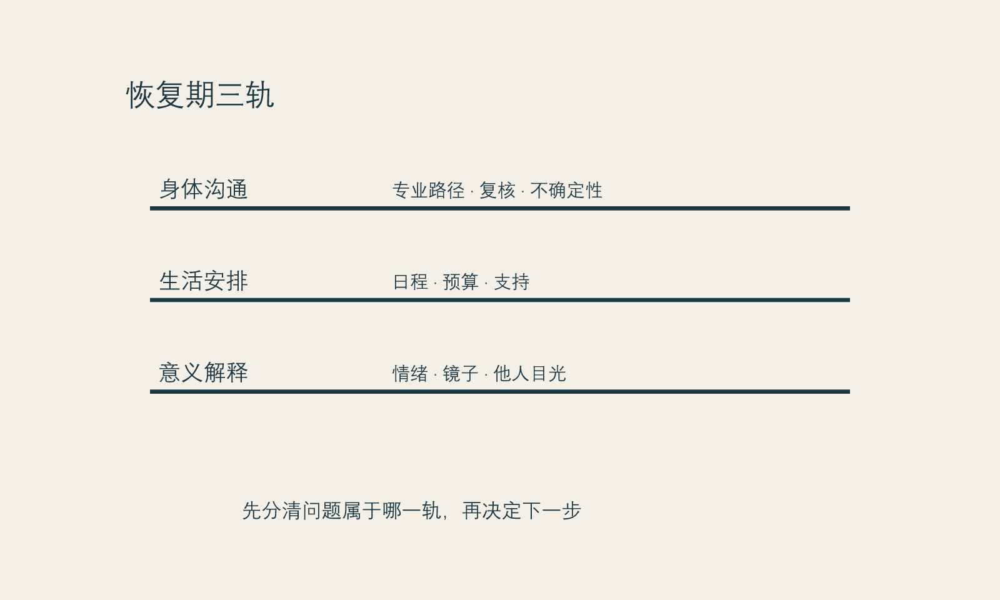 恢复期三轨
身体沟通 专业路径 · 复核 · 不确定性
生活安排 日程 · 预算 · 支持
意义解释 情绪 · 镜子 · 他人目光
先分清问题属于哪一轨，再决定下一步